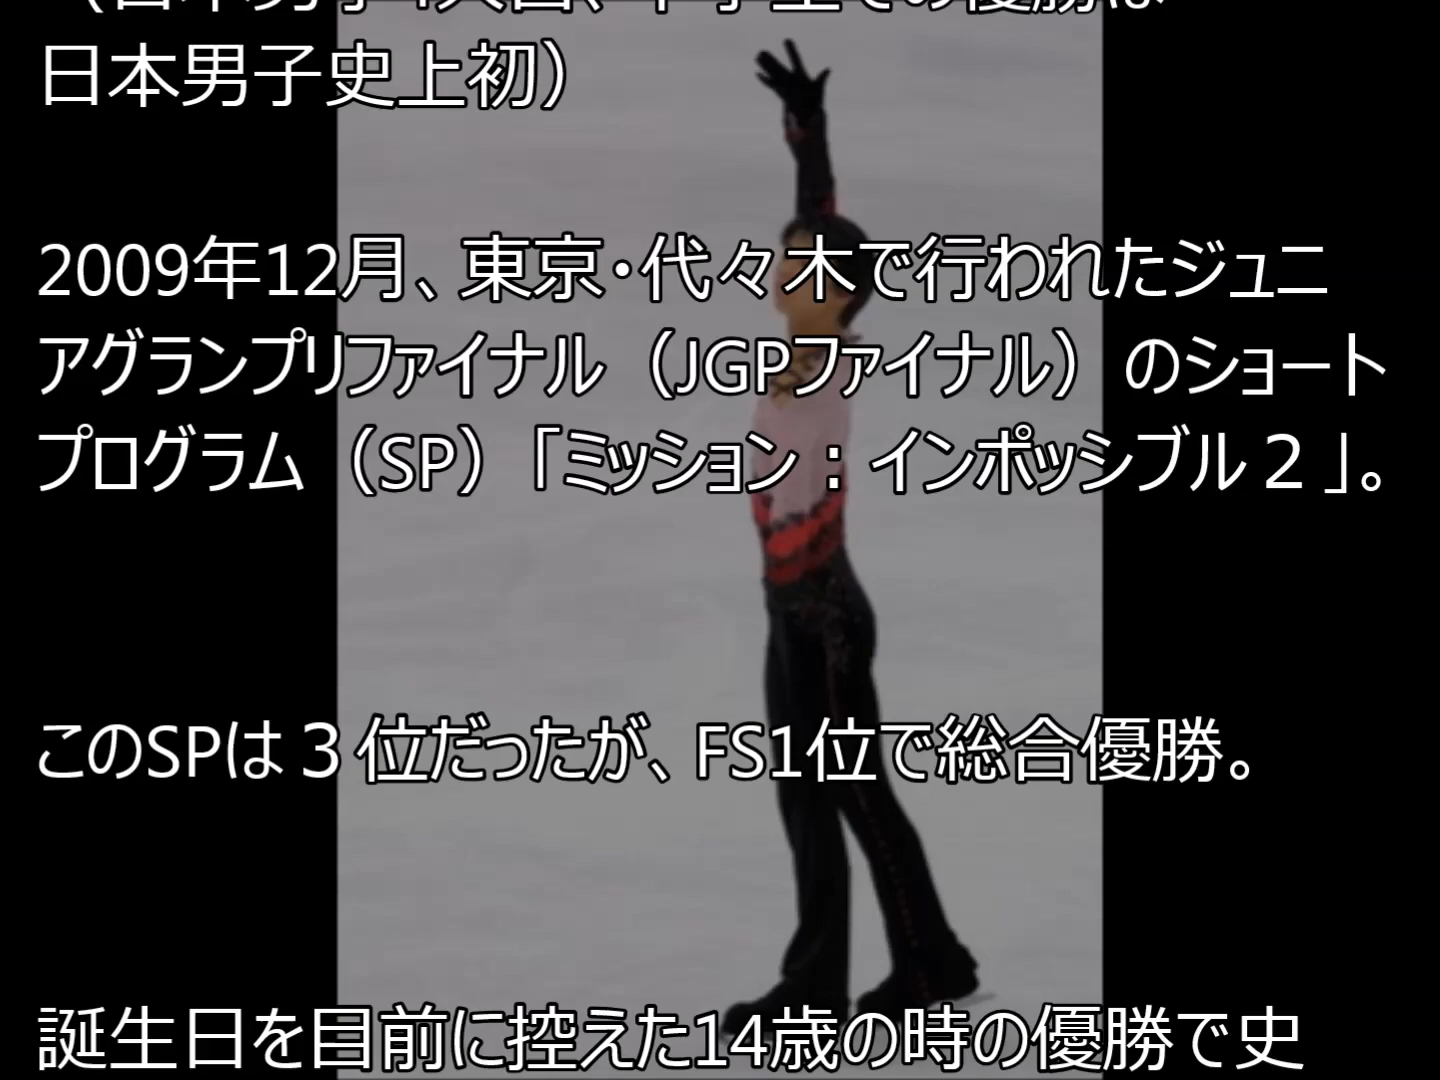 日本男子史上初）
2009年12月、東京・代々木で行われたジュニ
アグランプリファイナル（JGPファイナル）のショート
プログラム（SP）「ミッション：インポッシブル２」。
このSPは３位だったが、FS1位で総合優勝。
誕生日を目前に控えた14歳の時の優勝で史